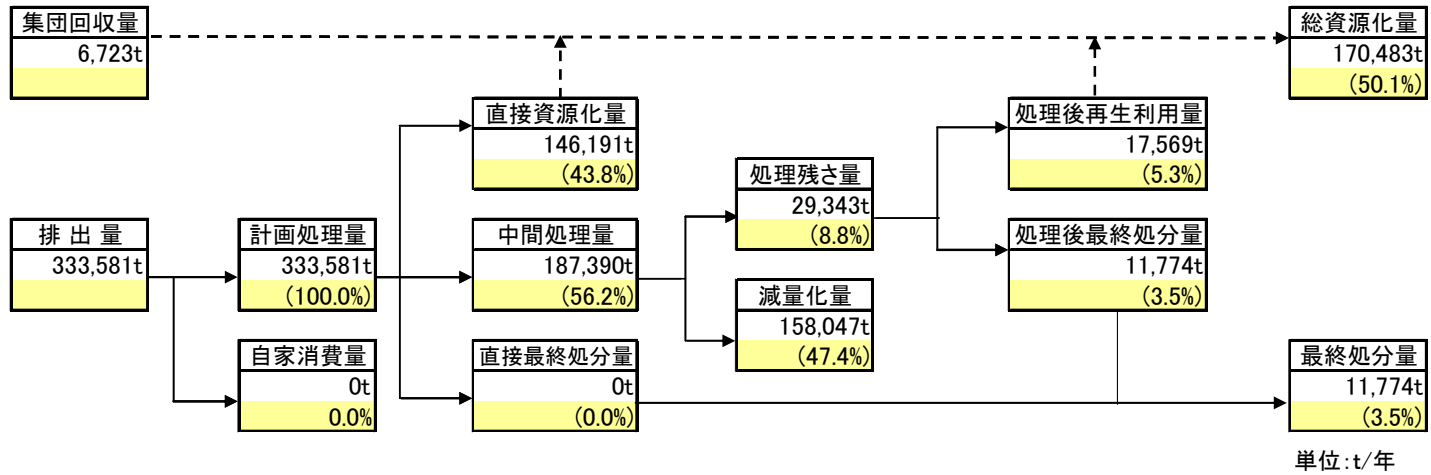 集団回収量
6,723t
総資源化量
170,483t
(50.1%)
直接資源化量
146,191t
(43.8%)
処理後再生利用量
17,569t
(5.3%)
処理残さ量
29,343t
(8.8%)
排 出 量
333,581t
計画処理量
333,581t
(100.0%)
中間処理量
187,390t
(56.2%)
処理後最終処分量
11,774t
(3.5%)
減量化量
158,047t
(47.4%)
自家消費量
0t
0.0%
直接最終処分量
0t
(0.0%)
最終処分量
11,774t
(3.5%)
単位:t/年